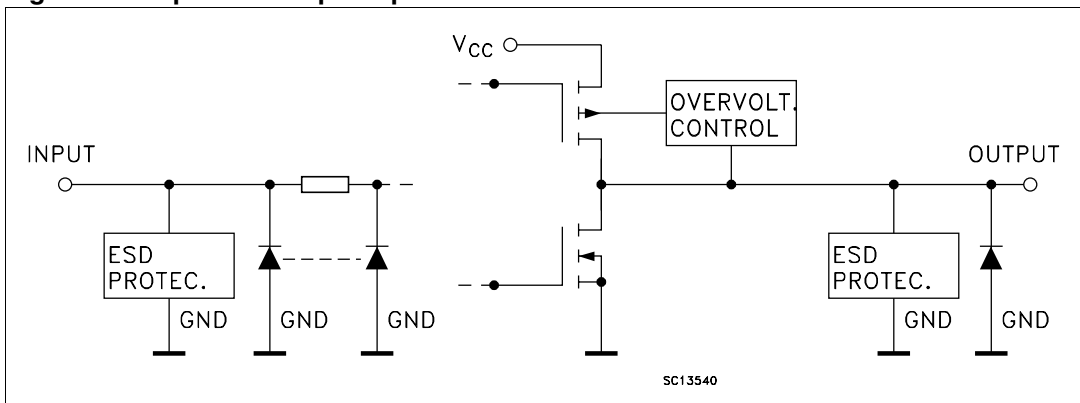 VCC
OVERVOLT.
CONTROL
INPUT
OUTPUT
ESD
PROTEC.
GND
GND
GND
ESD
PROTEC.
GND
GND
SC13540